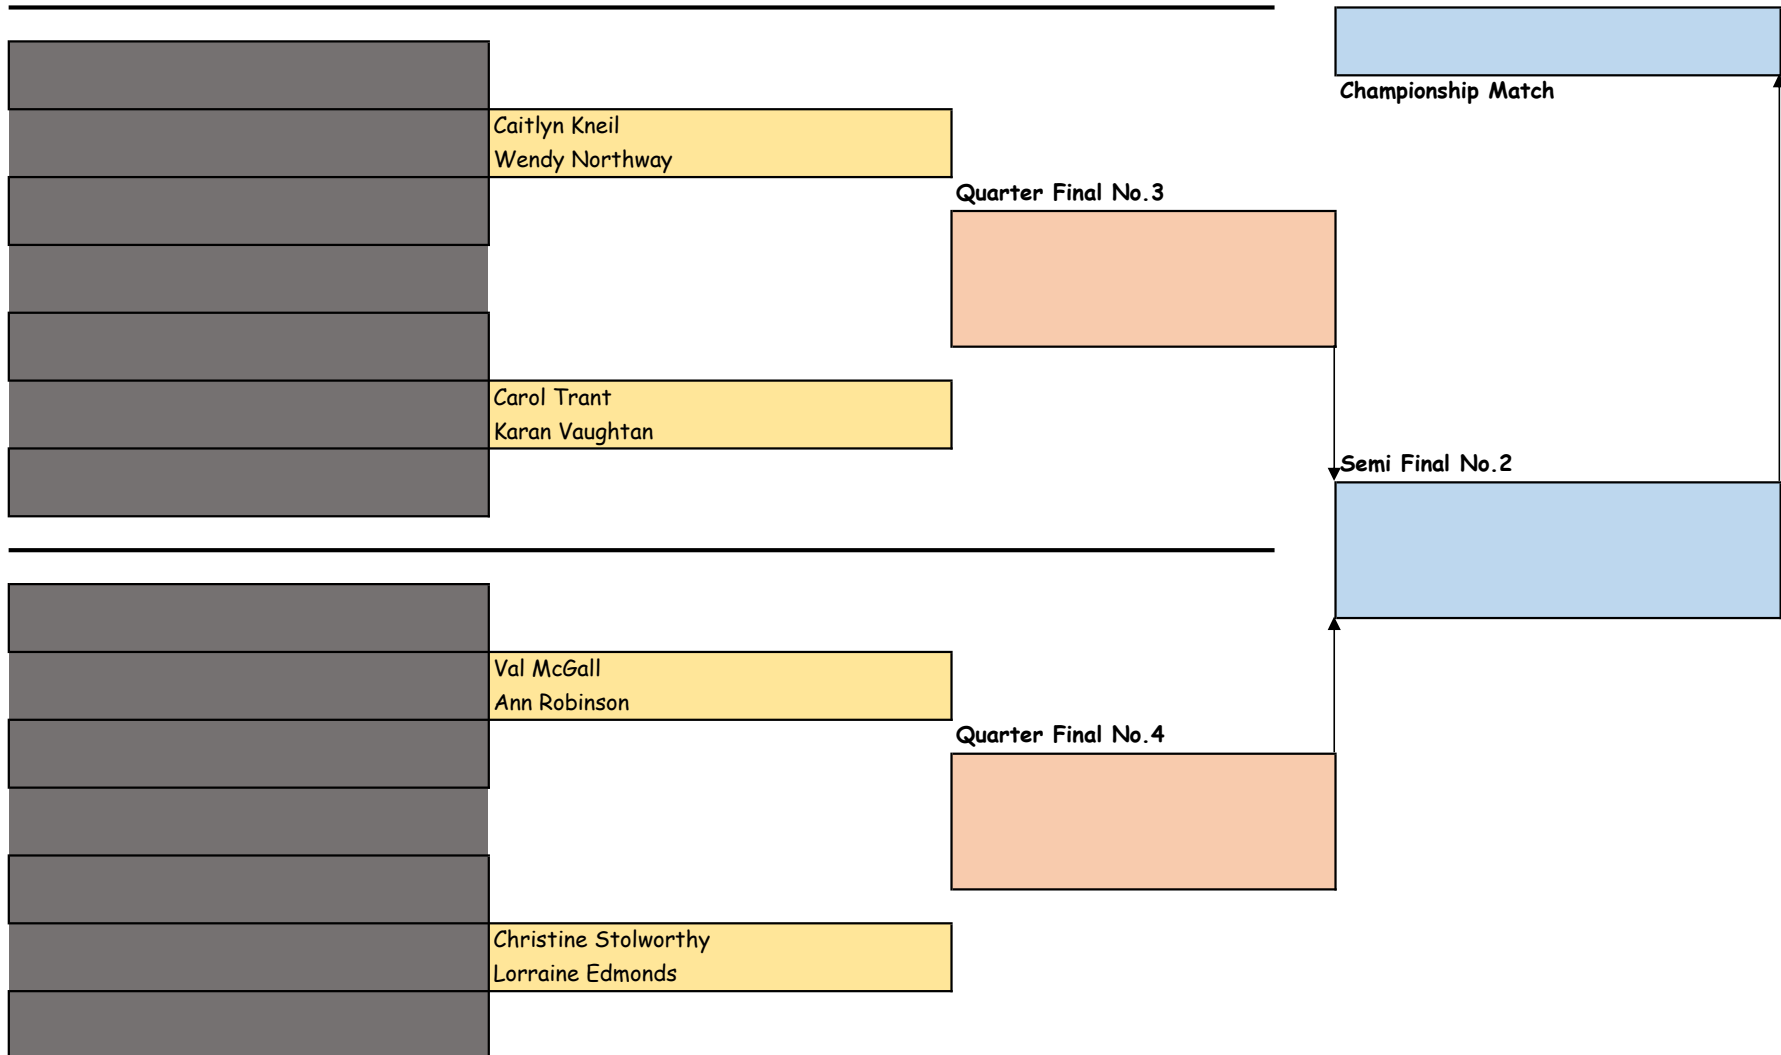 Championship Match
Caitlyn Kneil
Wendy Northway
Quarter Final No.3
Carol Trant
Karan Vaughtan
Semi Final No.2
Val McGall
Ann Robinson
Quarter Final No.4
Christine Stolworthy
Lorraine Edmonds